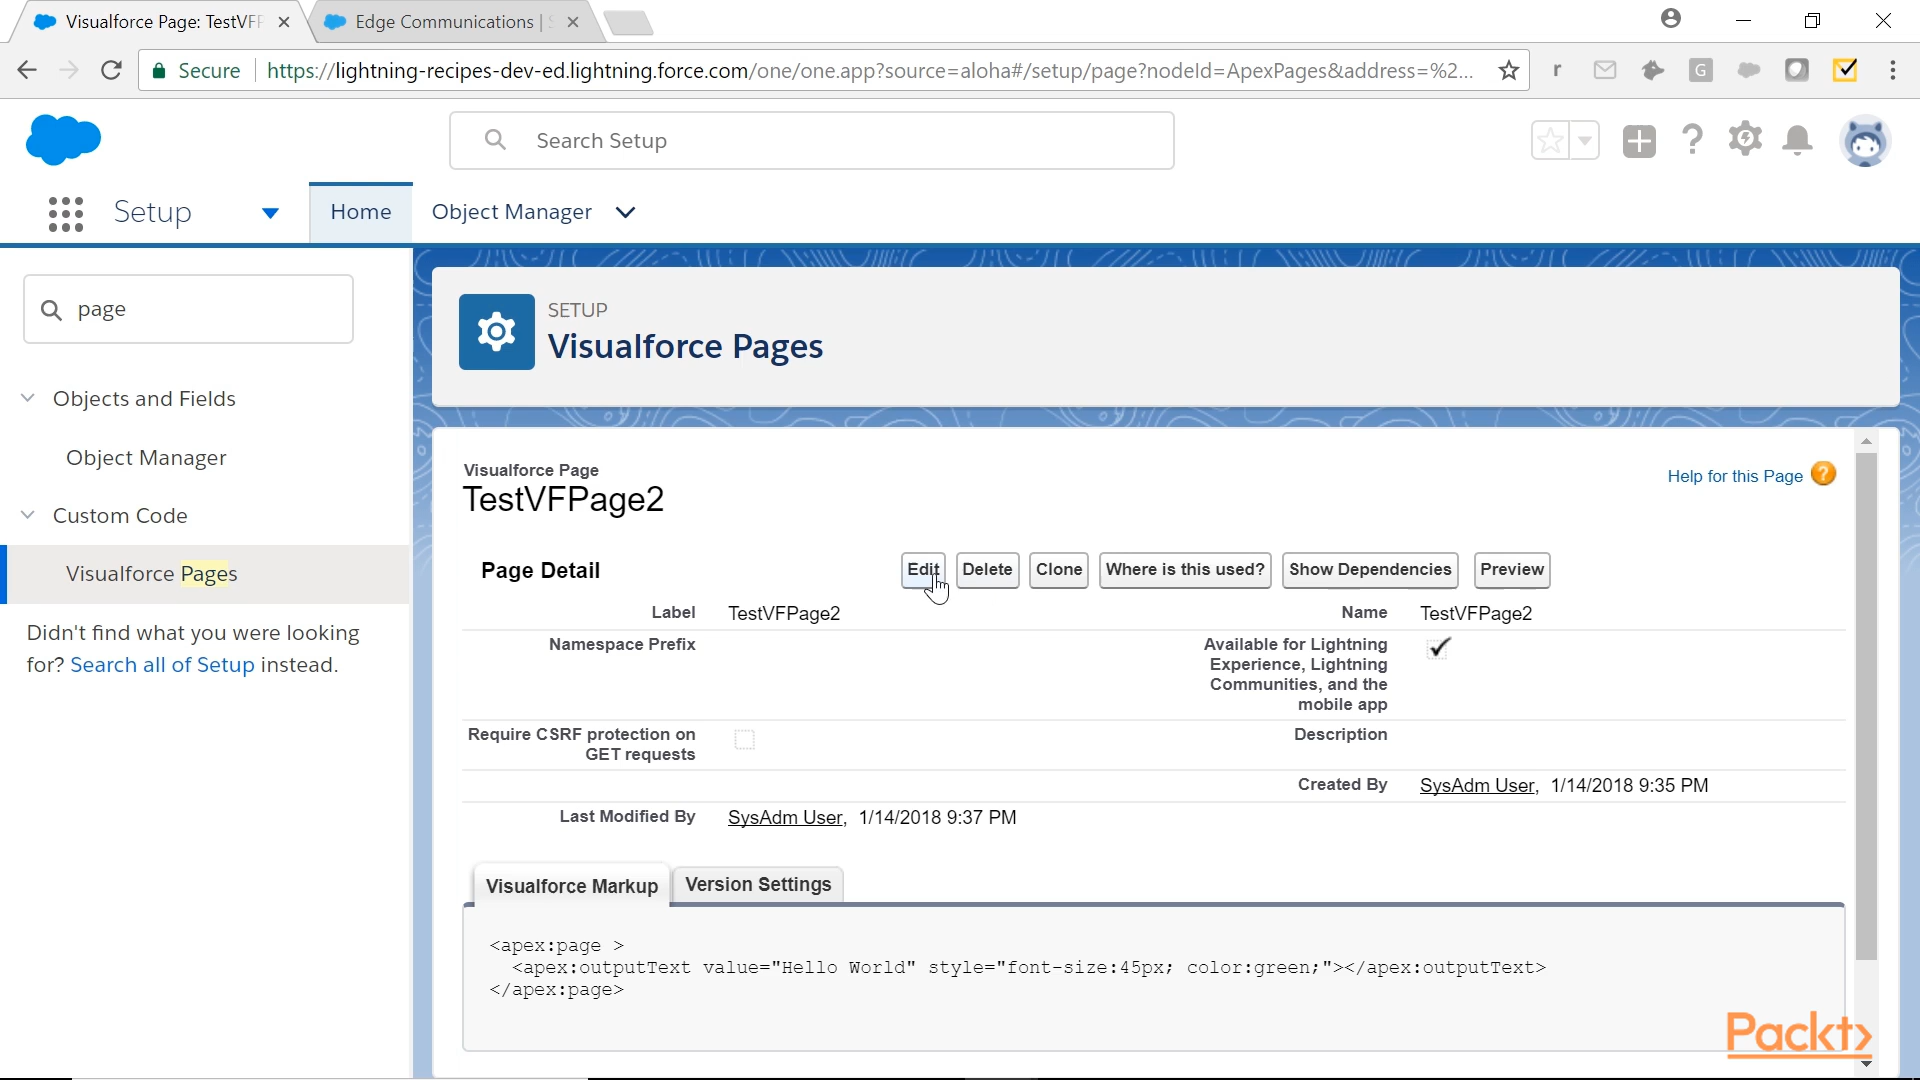 Visualforce Page: TestVFP
Edge Communications |
Secure
https://lightning-recipes-dev-ed.lightning.force.com/one/one.app?source=aloha#/setup/page?nodeId=ApexPages&address=%2...
r
G
Search Setup
Setup
Home
Object Manager
page
Objects and Fields
Object Manager
Custom Code
Visualforce Pages
Didn't find what you were looking
for? Search all of Setup instead.
SETUP
Visualforce Pages
Visualforce Page
TestVFPage2
Help for this Page ?
Page Detail
Edit
Delete
Clone
Where is this used?
Show Dependencies
Preview
Label TestVFPage2
Name TestVFPage2
Namespace Prefix
Available for Lightning
Experience, Lightning
Communities, and the
mobile app
Require CSRF protection on
GET requests
Description
Created By SysAdm User, 1/14/2018 9:35 PM
Last Modified By SysAdm User, 1/14/2018 9:37 PM
Visualforce Markup
Version Settings
<apex:page >
<apex:outputText value="Hello World" style="font-size:45px; color:green;"></apex:outputText>
</apex:page>
Packt>